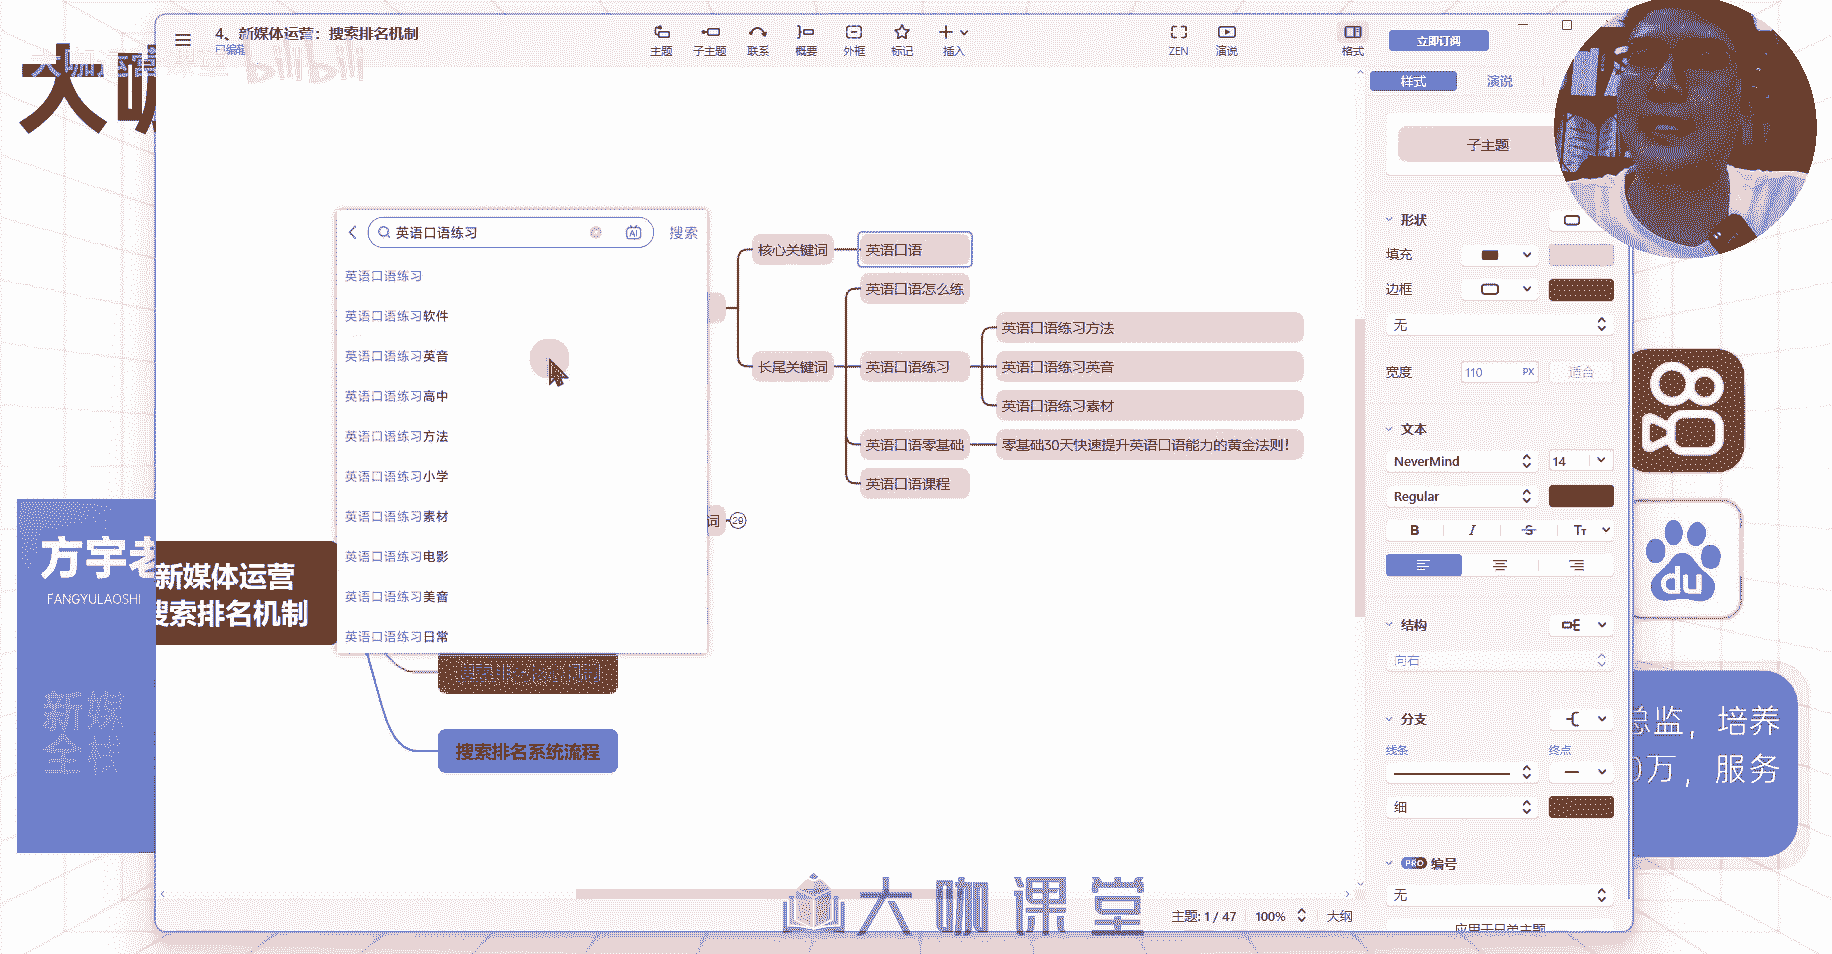 4、新媒体运营：搜索排名机制
已编辑
主题
子主题
联系
概要
外框
标记
插入
ZEN
演说
格式
立即订阅
大咖
bilibili
样式
演说
子主题
形状
填充
边框
无
宽度
110
PX
适合
文本
NeverMind
14
Regular
B
I
S
Tт
结构
向右
分支
线条
终点
细
PRO 编号
无
应用于兄弟主题
英语口语练习
AI
搜索
英语口语练习
英语口语练习软件
英语口语练习英音
英语口语练习高中
英语口语练习方法
英语口语练习小学
英语口语练习素材
英语口语练习电影
英语口语练习美音
英语口语练习日常
核心关键词
英语口语
长尾关键词
英语口语怎么练
英语口语练习
英语口语练习方法
英语口语练习英音
英语口语练习素材
英语口语零基础
零基础30天快速提升英语口语能力的黄金法则！
英语口语课程
词
29
方宇老
FANGYULAOSHI
新媒体运营
搜索排名机制
新媒
全栈
搜索排名系统流程
du
总监，培养
0万，服务
大咖课堂
主题: 1 / 47
100%
大纲